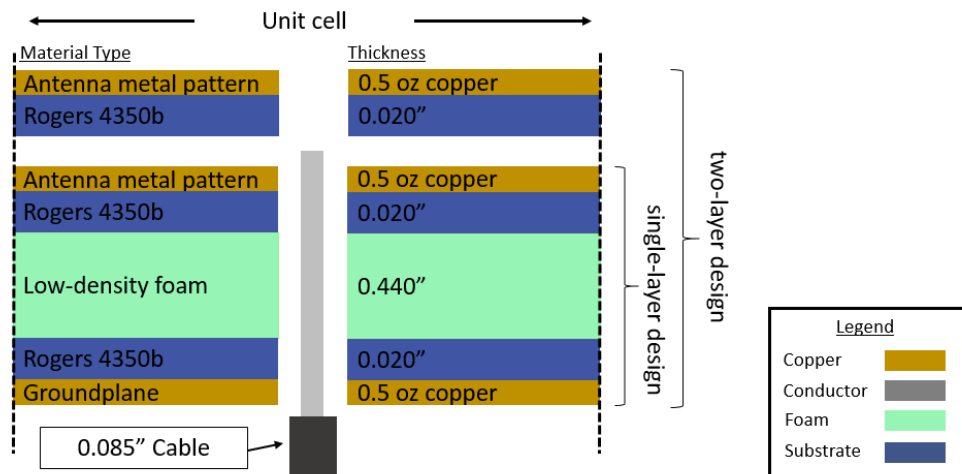 Unit cell
Material Type
Thickness
Antenna metal pattern
0.5 oz copper
Rogers 4350b
0.020”
Antenna metal pattern
0.5 oz copper
Rogers 4350b
0.020”
Low-density foam
0.440”
Rogers 4350b
0.020”
Groundplane
0.5 oz copper
0.085” Cable
single-layer design
two-layer design
Legend
Copper
Conductor
Foam
Substrate